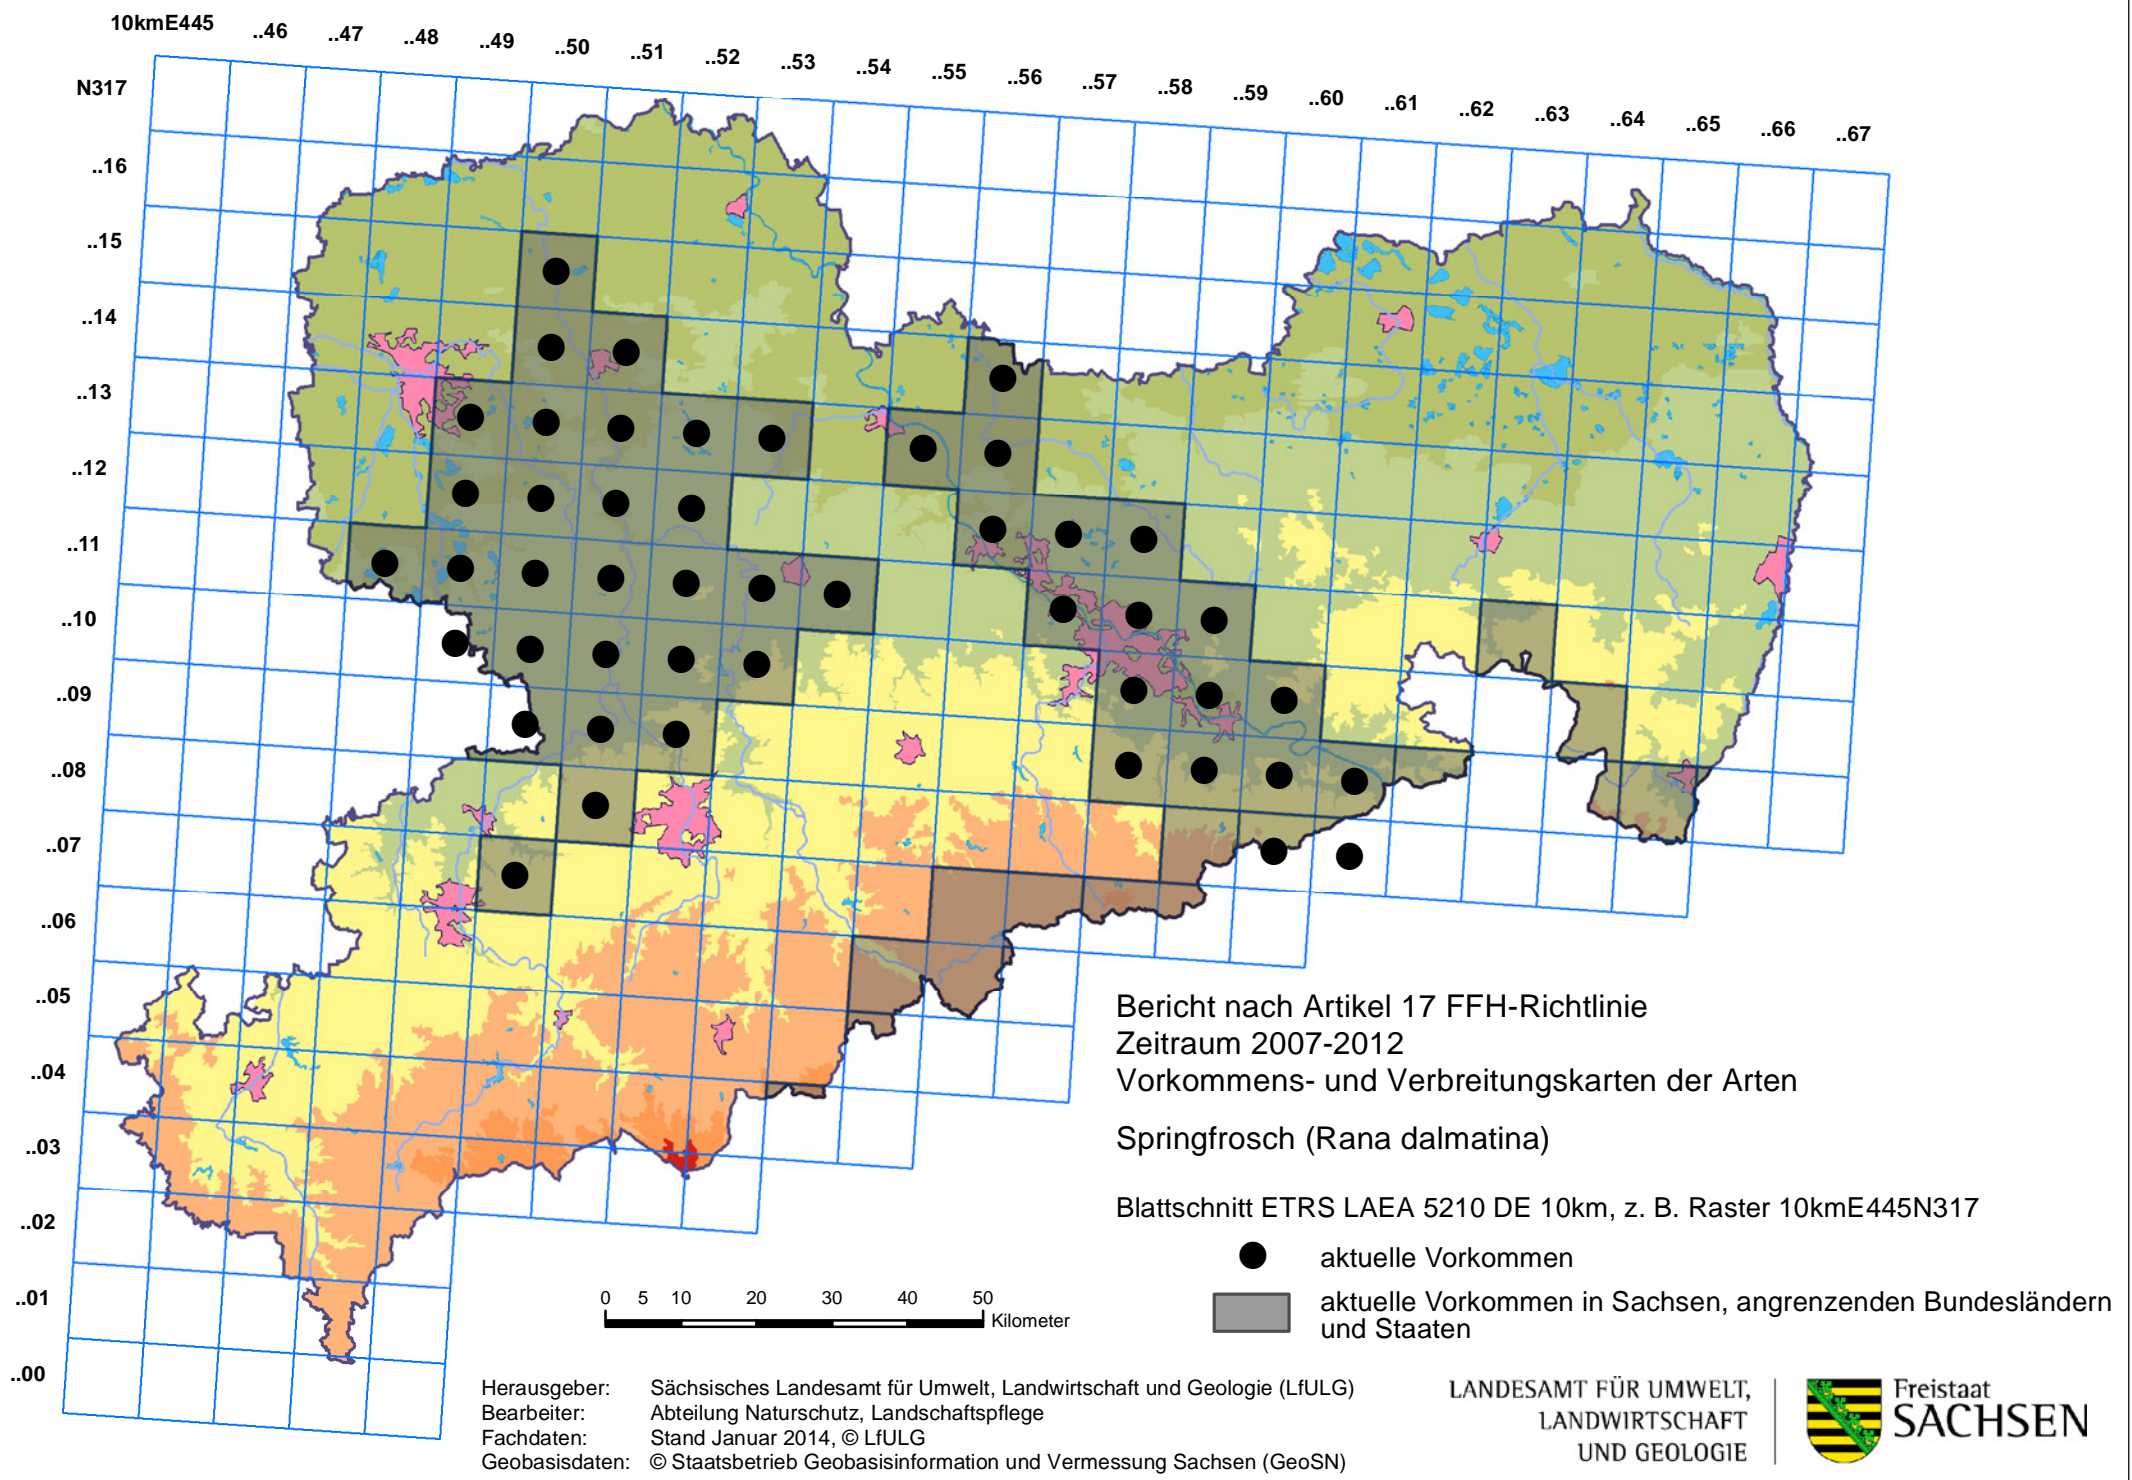 10kmE445 ..46 ..47 ..48 ..49 ..50 ..51 ..52 ..53 ..54 ..55 ..56 ..57 ..58 ..59 ..60 ..61 ..62 ..63 ..64 ..65 ..66 ..67
N317
..16
..15
..14
..13
..12
..11
..10
..09
..08
..07
..06
..05
..04
..03
..02
..01
..00
Bericht nach Artikel 17 FFH-Richtlinie
Zeitraum 2007-2012
Vorkommens- und Verbreitungskarten der Arten
Springfrosch (Rana dalmatina)
Blattschnitt ETRS LAEA 5210 DE 10km, z. B. Raster 10kmE445N317
aktuelle Vorkommen
aktuelle Vorkommen in Sachsen, angrenzenden Bundesländern
und Staaten
0 5 10 20 30 40 50
Kilometer
Herausgeber: Sächsisches Landesamt für Umwelt, Landwirtschaft und Geologie (LfULG)
Bearbeiter: Abteilung Naturschutz, Landschaftspflege
Fachdaten: Stand Januar 2014, © LfULG
Geobasisdaten: © Staatsbetrieb Geobasisinformation und Vermessung Sachsen (GeoSN)
LANDESAMT FÜR UMWELT,
LANDWIRTSCHAFT
UND GEOLOGIE
Freistaat
SACHSEN